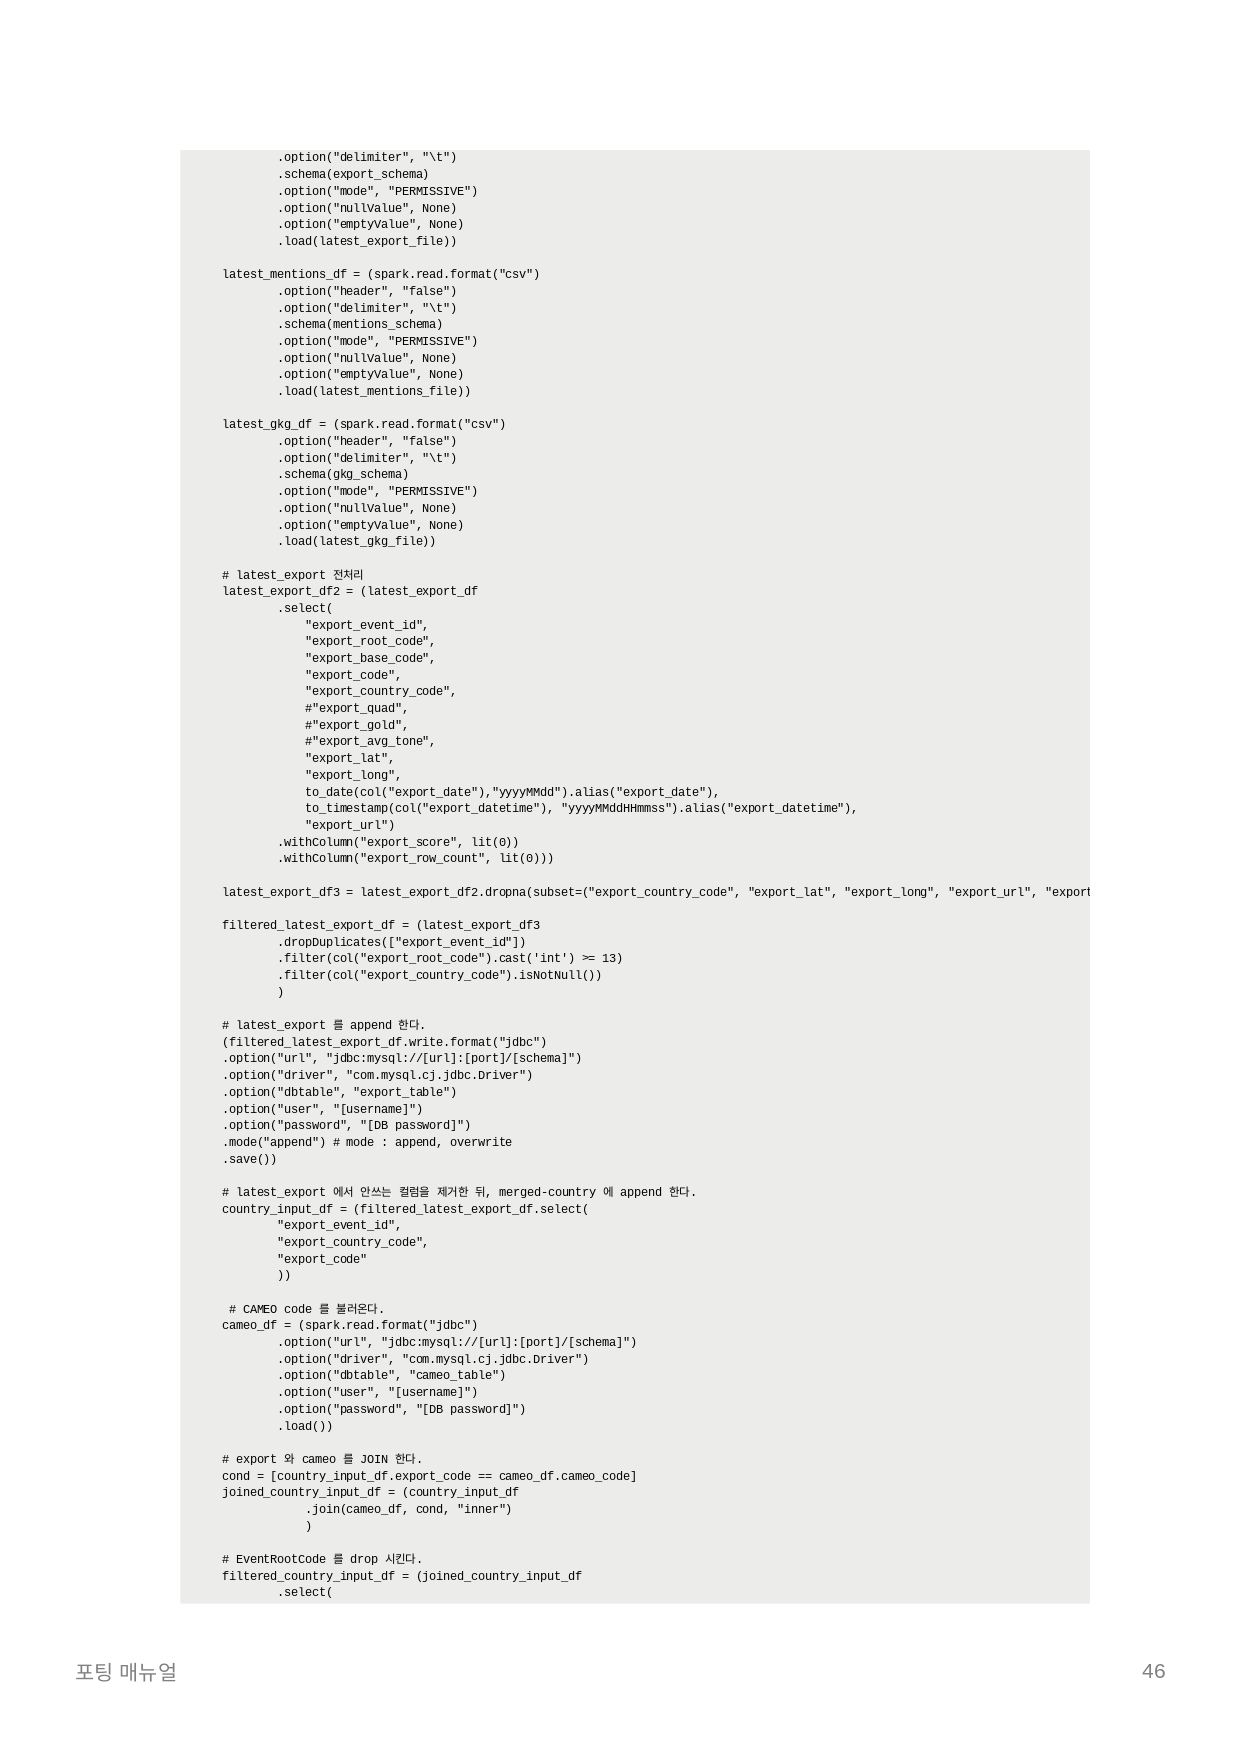 .option("delimiter", "\t")
        .schema(export_schema)
        .option("mode", "PERMISSIVE")
        .option("nullValue", None)
        .option("emptyValue", None)
        .load(latest_export_file))

latest_mentions_df = (spark.read.format("csv")
        .option("header", "false")
        .option("delimiter", "\t")
        .schema(mentions_schema)
        .option("mode", "PERMISSIVE")
        .option("nullValue", None)
        .option("emptyValue", None)
        .load(latest_mentions_file))

latest_gkg_df = (spark.read.format("csv")
        .option("header", "false")
        .option("delimiter", "\t")
        .schema(gkg_schema)
        .option("mode", "PERMISSIVE")
        .option("nullValue", None)
        .option("emptyValue", None)
        .load(latest_gkg_file))

# latest_export 전처리
latest_export_df2 = (latest_export_df
        .select(
            "export_event_id",
            "export_root_code",
            "export_base_code",
            "export_code",
            "export_country_code",
            #"export_quad",
            #"export_gold",
            #"export_avg_tone",
            "export_lat",
            "export_long",
            to_date(col("export_date"),"yyyyMMdd").alias("export_date"),
            to_timestamp(col("export_datetime"), "yyyyMMddHHmmss").alias("export_datetime"),
            "export_url")
        .withColumn("export_score", lit(0))
        .withColumn("export_row_count", lit(0)))

latest_export_df3 = latest_export_df2.dropna(subset=("export_country_code", "export_lat", "export_long", "export_url", "export

filtered_latest_export_df = (latest_export_df3
        .dropDuplicates(["export_event_id"])
        .filter(col("export_root_code").cast('int') >= 13)
        .filter(col("export_country_code").isNotNull())
        )

# latest_export 를 append 한다.
(filtered_latest_export_df.write.format("jdbc")
.option("url", "jdbc:mysql://[url]:[port]/[schema]")
.option("driver", "com.mysql.cj.jdbc.Driver")
.option("dbtable", "export_table")
.option("user", "[username]")
.option("password", "[DB password]")
.mode("append") # mode : append, overwrite
.save())

# latest_export 에서 안쓰는 컬럼을 제거한 뒤, merged-country 에 append 한다.
country_input_df = (filtered_latest_export_df.select(
        "export_event_id",
        "export_country_code",
        "export_code"
        ))

 # CAMEO code 를 불러온다.
cameo_df = (spark.read.format("jdbc")
        .option("url", "jdbc:mysql://[url]:[port]/[schema]")
        .option("driver", "com.mysql.cj.jdbc.Driver")
        .option("dbtable", "cameo_table")
        .option("user", "[username]")
        .option("password", "[DB password]")
        .load())

# export 와 cameo 를 JOIN 한다.
cond = [country_input_df.export_code == cameo_df.cameo_code]
joined_country_input_df = (country_input_df
            .join(cameo_df, cond, "inner")
            )

# EventRootCode 를 drop 시킨다.
filtered_country_input_df = (joined_country_input_df
        .select(
포팅 매뉴얼
46